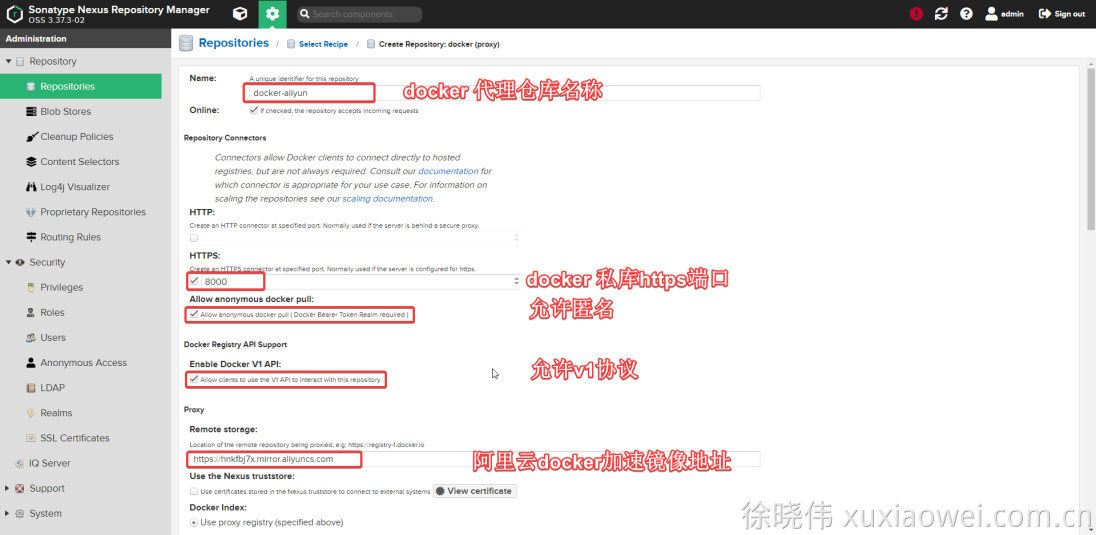 Sonatype Nexus Repository Manager
OSS 3.37.3-02
Search components
admin
Sign out
Administration
Repository
Repositories
Blob Stores
Cleanup Policies
Content Selectors
Log4j Visualizer
Proprietary Repositories
Routing Rules
Security
Privileges
Roles
Users
Anonymous Access
LDAP
Realms
SSL Certificates
IQ Server
Support
System
Repositories / Select Recipe / Create Repository: docker (proxy)
Name:
A unique identifier for this repository
docker-aliyun
docker 代理仓库名称
Online:
If checked, the repository accepts incoming requests
Repository Connectors
Connectors allow Docker clients to connect directly to hosted
registries, but are not always required. Consult our documentation for
which connector is appropriate for your use case. For information on
scaling the repositories see our scaling documentation.
HTTP:
Create an HTTP connector at specified port. Normally used if the server is behind a secure proxy.
HTTPS:
Create an HTTPS connector at specified port. Normally used if the server is configured for https.
8000
docker 私库https端口
Allow anonymous docker pull:
允许匿名
Allow anonymous docker pull ( Docker Bearer Token Realm required )
Docker Registry API Support
Enable Docker V1 API:
允许v1协议
Allow clients to use the V1 API to interact with this repository
Proxy
Remote storage:
Location of the remote repository being proxied, e.g. https://registry-1.docker.io
https://hnkfbj7x.mirror.aliyuncs.com
阿里云docker加速镜像地址
Use the Nexus truststore:
Use certificates stored in the Nexus truststore to connect to external systems
View certificate
Docker Index:
Use proxy registry (specified above)
徐晓伟 xuxiaowei.com.cn